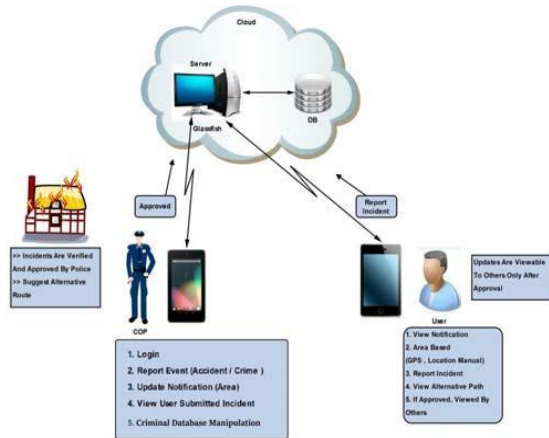 Cloud
Server
DB
Glassfish
Approved
Report
Incident
>> Incidents Are Verified
And Approved By Police
>> Suggest Alternative
Route
Updates Are Viewable
To Others Only After
Approval
COP
User
1. Login
2. Report Event (Accident / Crime )
3. Update Notification (Area)
4. View User Submitted Incident
5. Criminal Database Manipulation
1. View Notification
2. Area Based
(GPS , Location Manual)
3. Report Incident
4. View Alternative Path
5. If Approved, Viewed By
Others